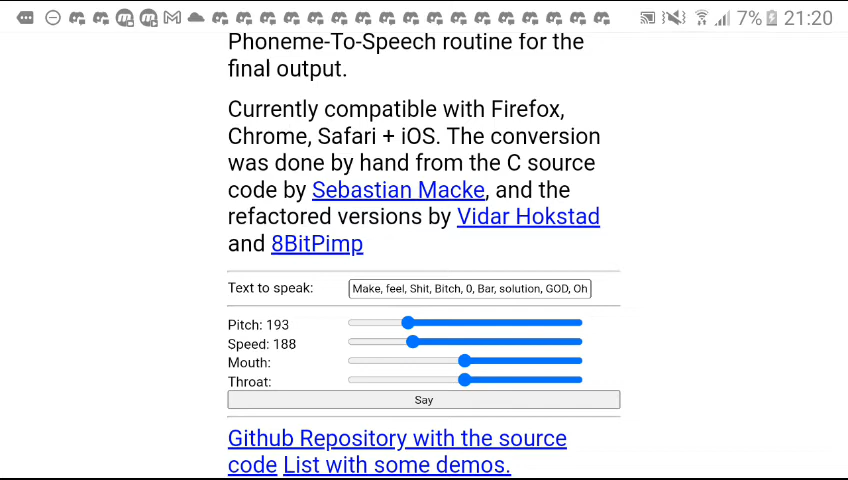 7% 21:20
Phoneme-To-Speech routine for the
final output.
Currently compatible with Firefox,
Chrome, Safari + iOS. The conversion
was done by hand from the C source
code by Sebastian Macke, and the
refactored versions by Vidar Hokstad
and 8BitPimp
Text to speak: Make, feel, Shit, Bitch, 0, Bar, solution, GOD, Oh
Pitch: 193
Speed: 188
Mouth:
Throat:
Say
Github Repository with the source
code List with some demos.